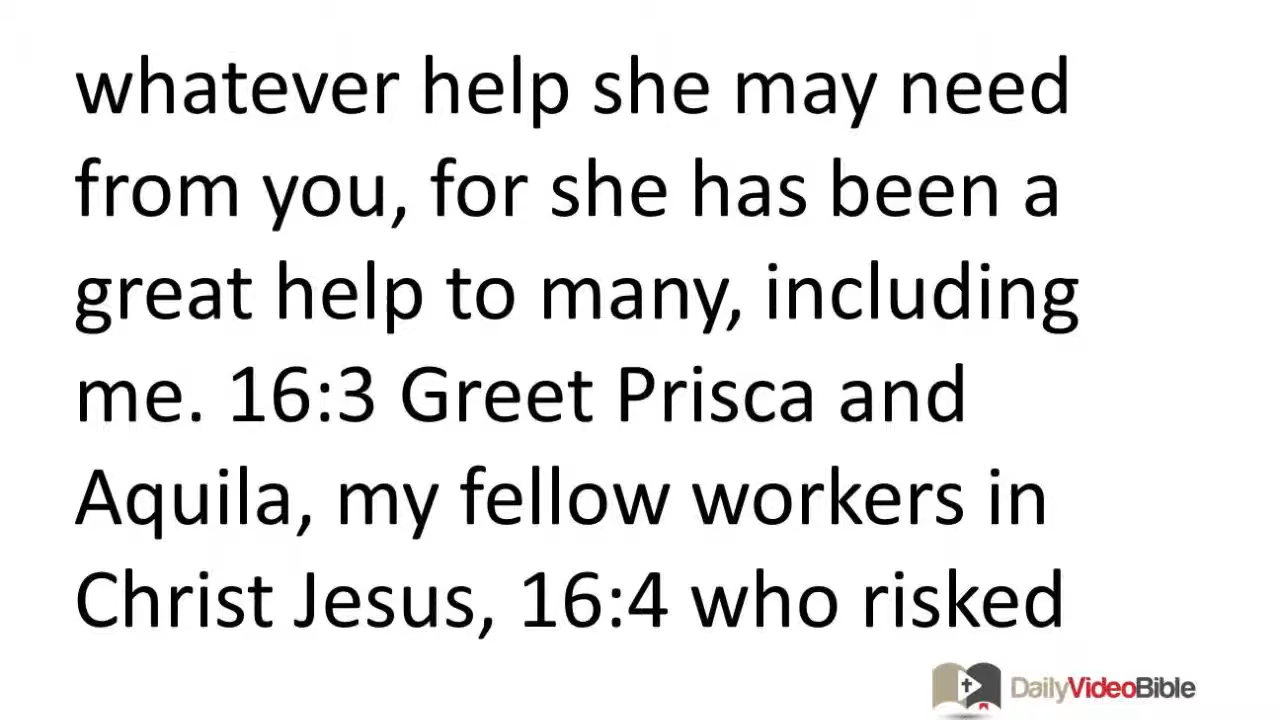 whatever help she may need
from you, for she has been a
great help to many, including
me. 16:3 Greet Prisca and
Aquila, my fellow workers in
Christ Jesus, 16:4 who risked
DailyVideoBible